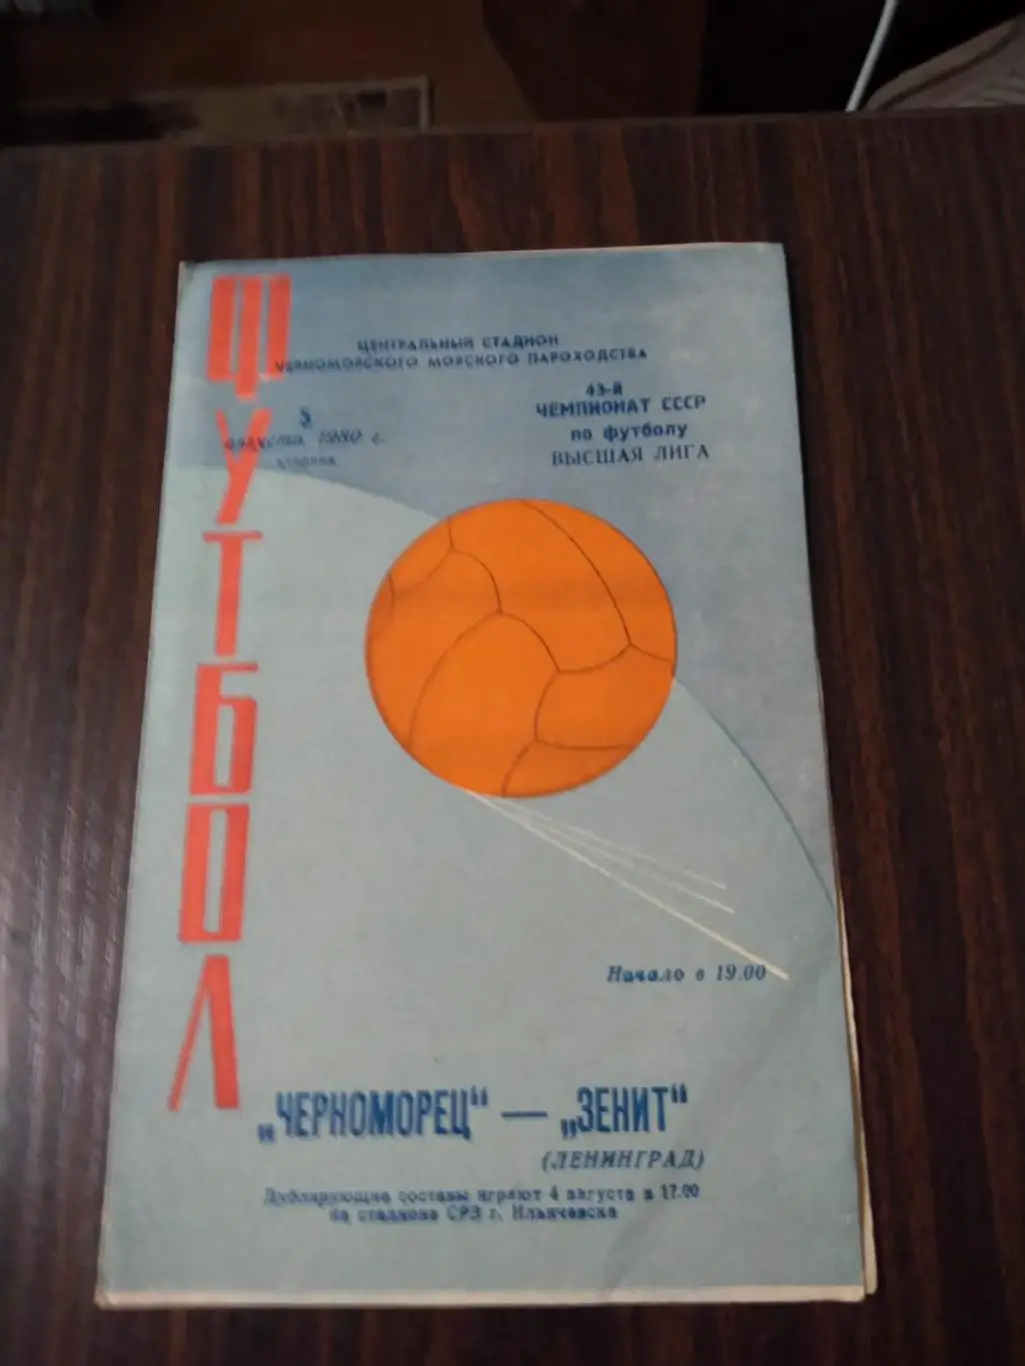 ФУТБОЛ
ЦЕНТРАЛЬНЫЙ СТАДИОН
ЧЕРНОМОРСКОГО МОРСКОГО ПАРОХОДСТВА
5
августа 1980 г.
вторник
43-й
ЧЕМПИОНАТ СССР
по футболу
ВЫСШАЯ ЛИГА
Начало в 19.00
„ЧЕРНОМОРЕЦ" — „ЗЕНИТ"
(ЛЕНИНГРАД)
Дублирующие составы играют 4 августа в 17.00
на стадионе СРЗ г. Ильичевска